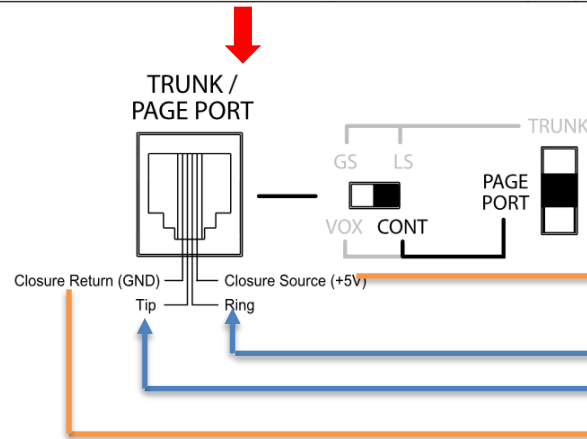 TRUNK /
PAGE PORT
TRUNK
GS LS
PAGE
PORT
VOX CONT
Closure Return (GND) Closure Source (+5V)
Tip Ring